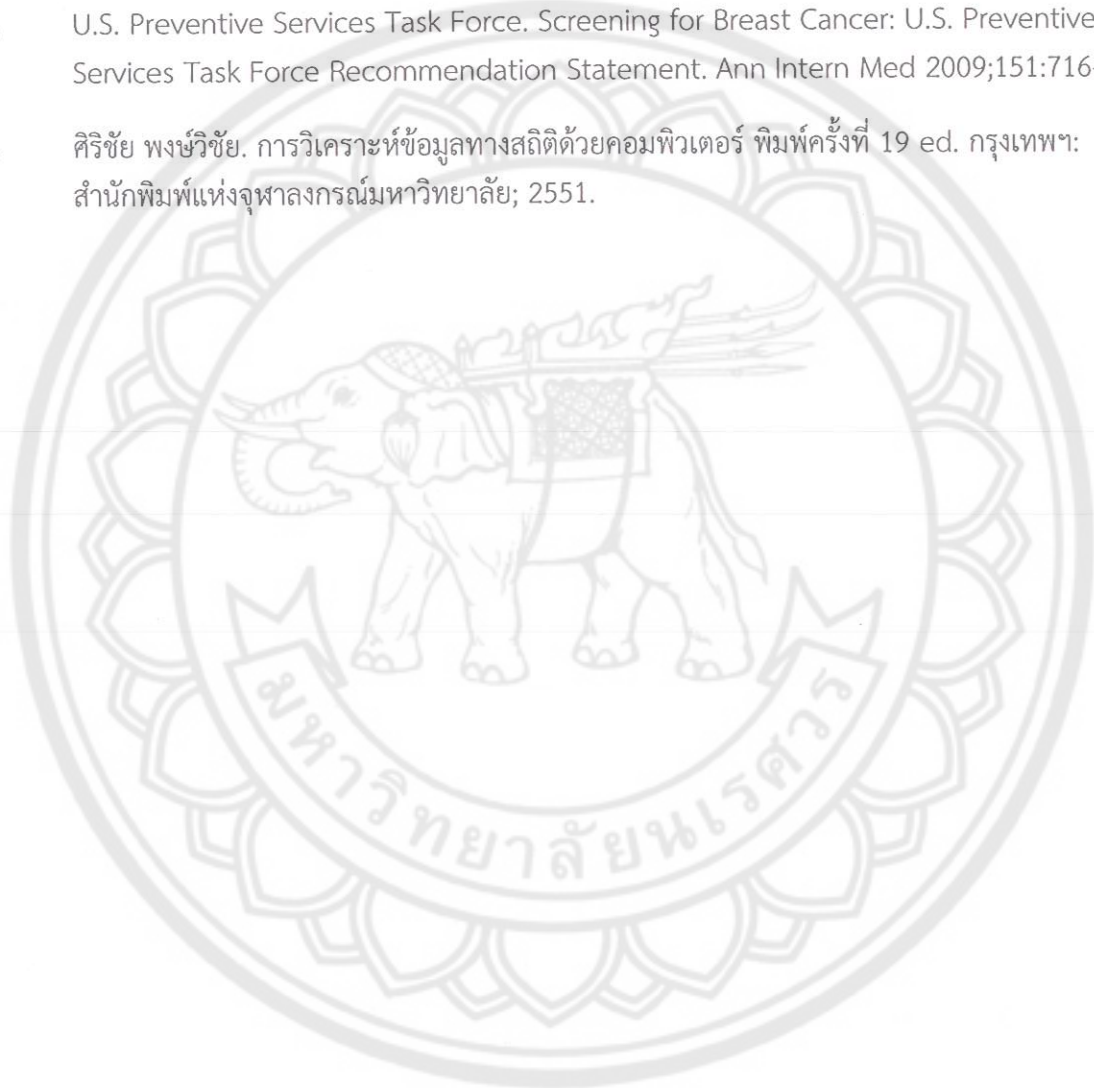 U.S. Preventive Services Task Force. Screening for Breast Cancer: U.S. Preventive
Services Task Force Recommendation Statement. Ann Intern Med 2009;151:716-
ศิริชัย พงษ์วิชัย. การวิเคราะห์ข้อมูลทางสถิติด้วยคอมพิวเตอร์ พิมพ์ครั้งที่ 19 ed. กรุงเทพฯ:
สำนักพิมพ์แห่งจุฬาลงกรณ์มหาวิทยาลัย; 2551.
มหาวิทยาลัยนเรศวร